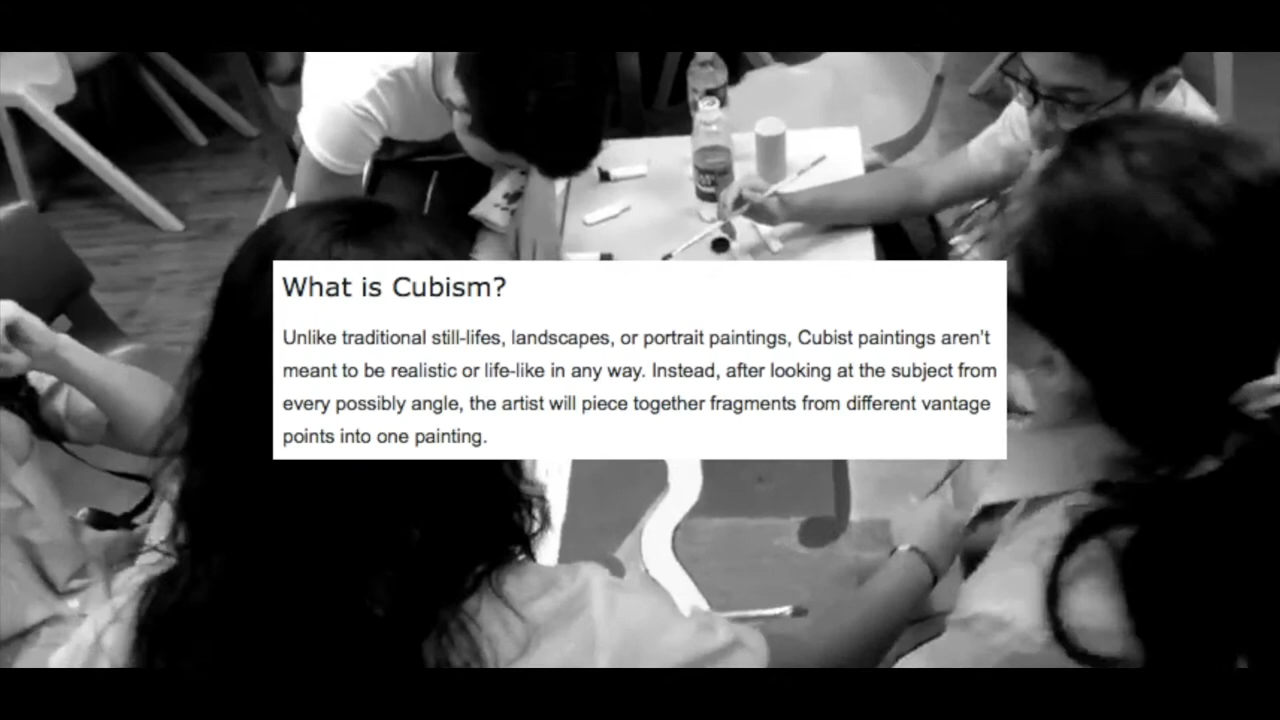 What is Cubism?
Unlike traditional still-lifes, landscapes, or portrait paintings, Cubist paintings aren't
meant to be realistic or life-like in any way. Instead, after looking at the subject from
every possibly angle, the artist will piece together fragments from different vantage
points into one painting.